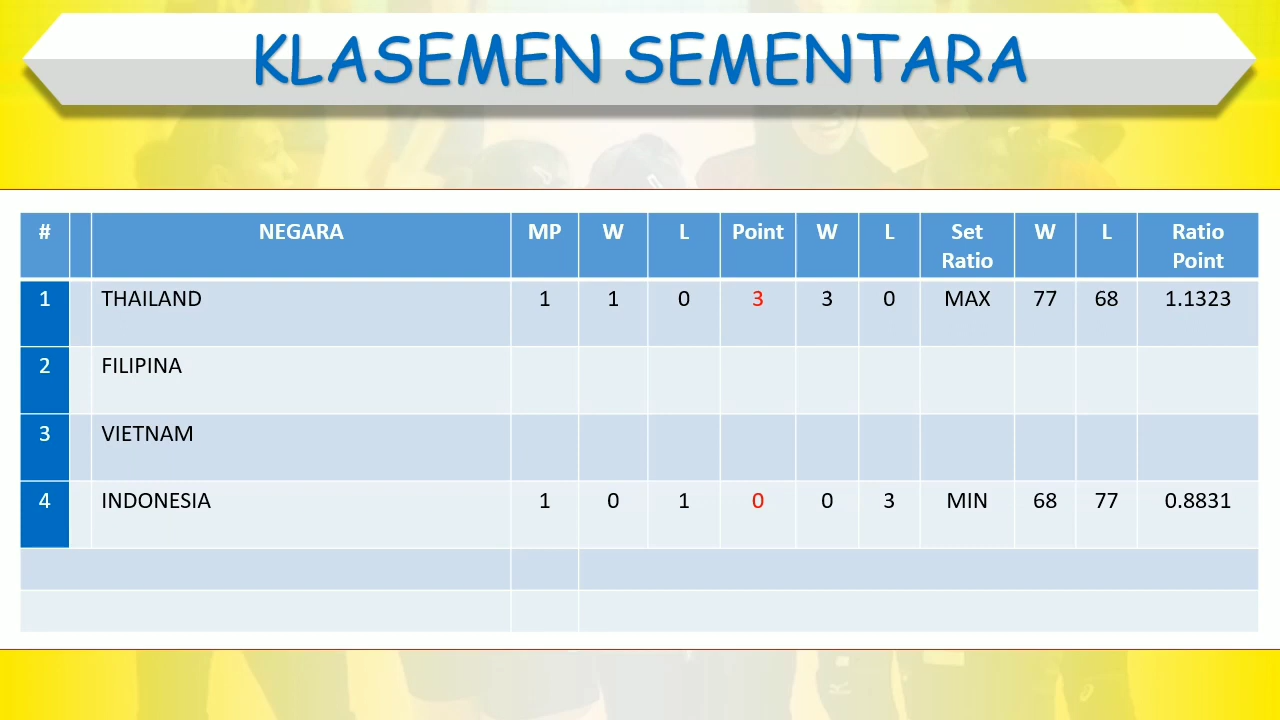 KLASEMEN SEMENTARA
# NEGARA MP W L Point W L Set Ratio W L Ratio Point
1 THAILAND 1 1 0 3 3 0 MAX 77 68 1.1323
2 FILIPINA
3 VIETNAM
4 INDONESIA 1 0 1 0 0 3 MIN 68 77 0.8831